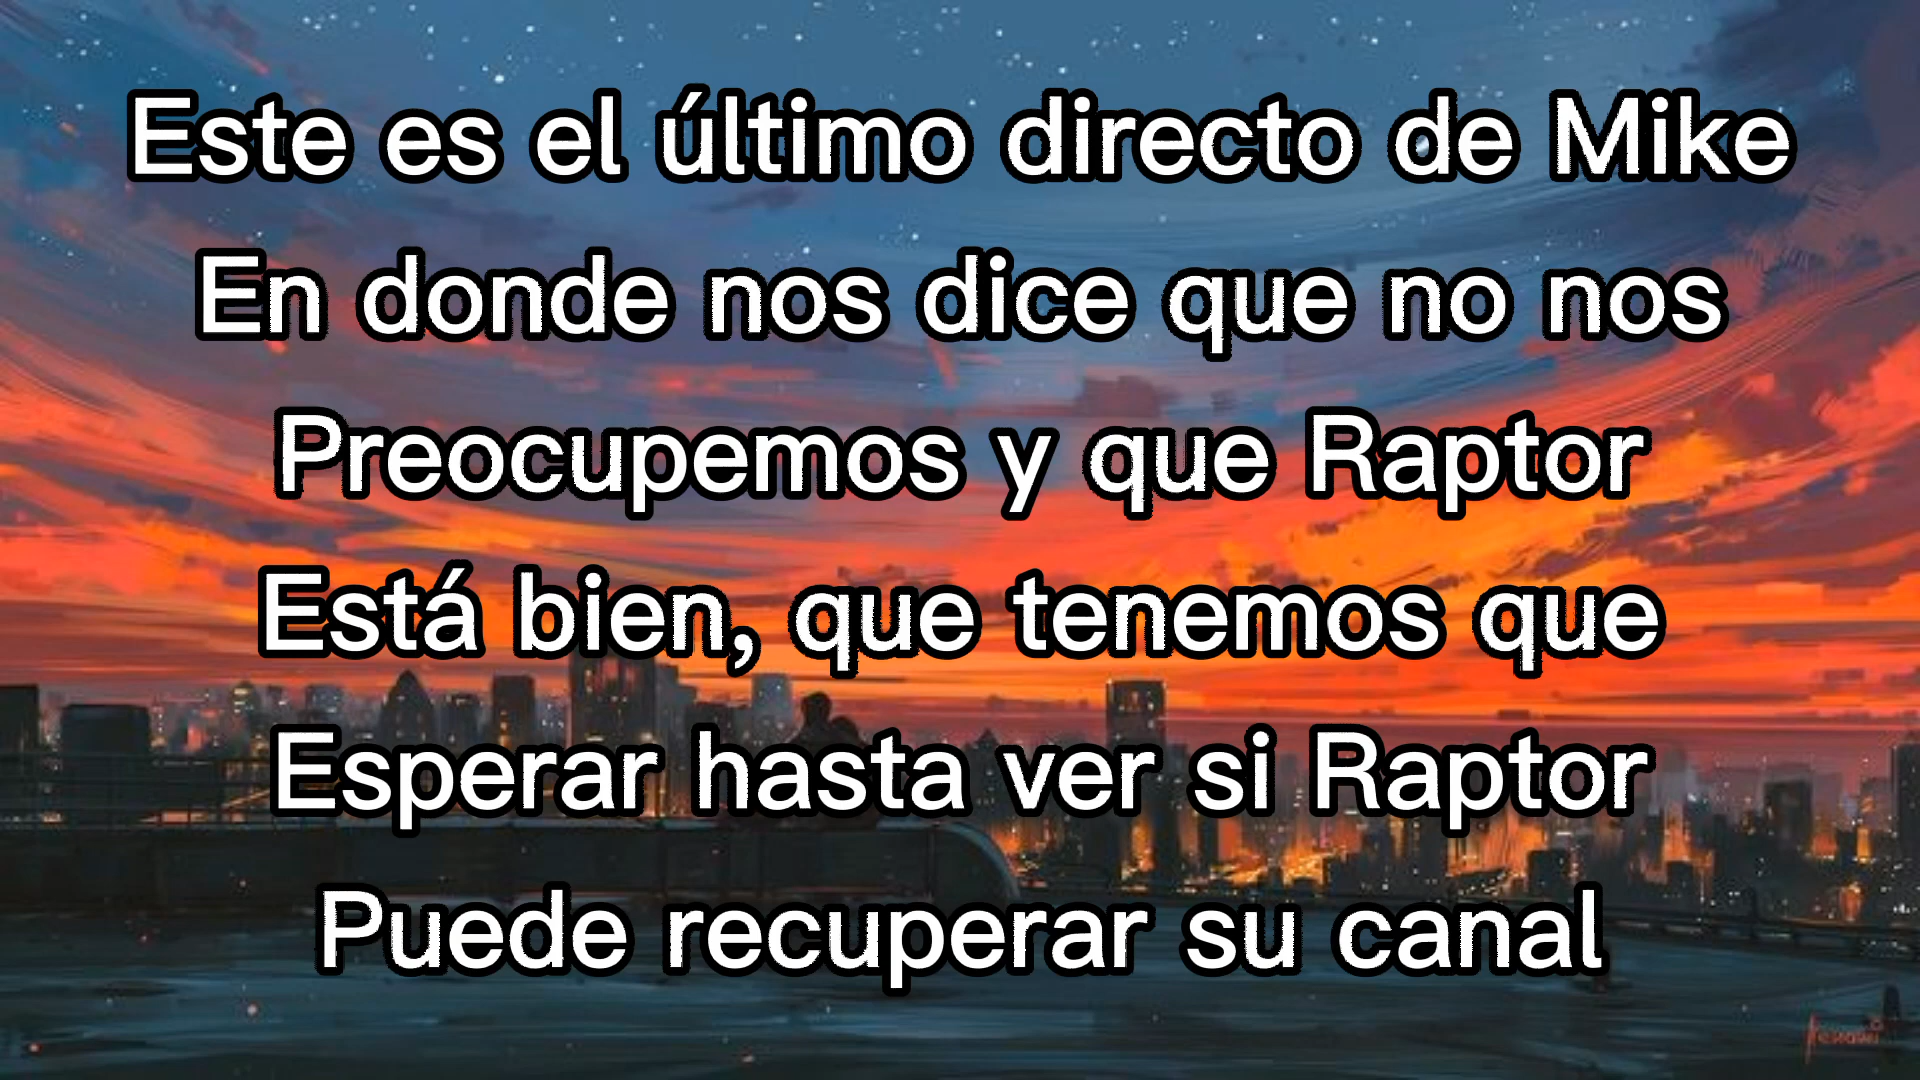 Este es el último directo de Mike
En donde nos dice que no nos
Preocupemos y que Raptor
Está bien, que tenemos que
Esperar hasta ver si Raptor
Puede recuperar su canal